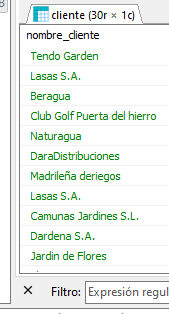 cliente (30r × 1c)
nombre_cliente
Tendo Garden
Lasas S.A.
Beragua
Club Golf Puerta del hierro
Naturagua
DaraDistribuciones
Madrileña deriegos
Lasas S.A.
Camunas Jardines S.L.
Dardena S.A.
Jardin de Flores
Filtro: Expresión regul